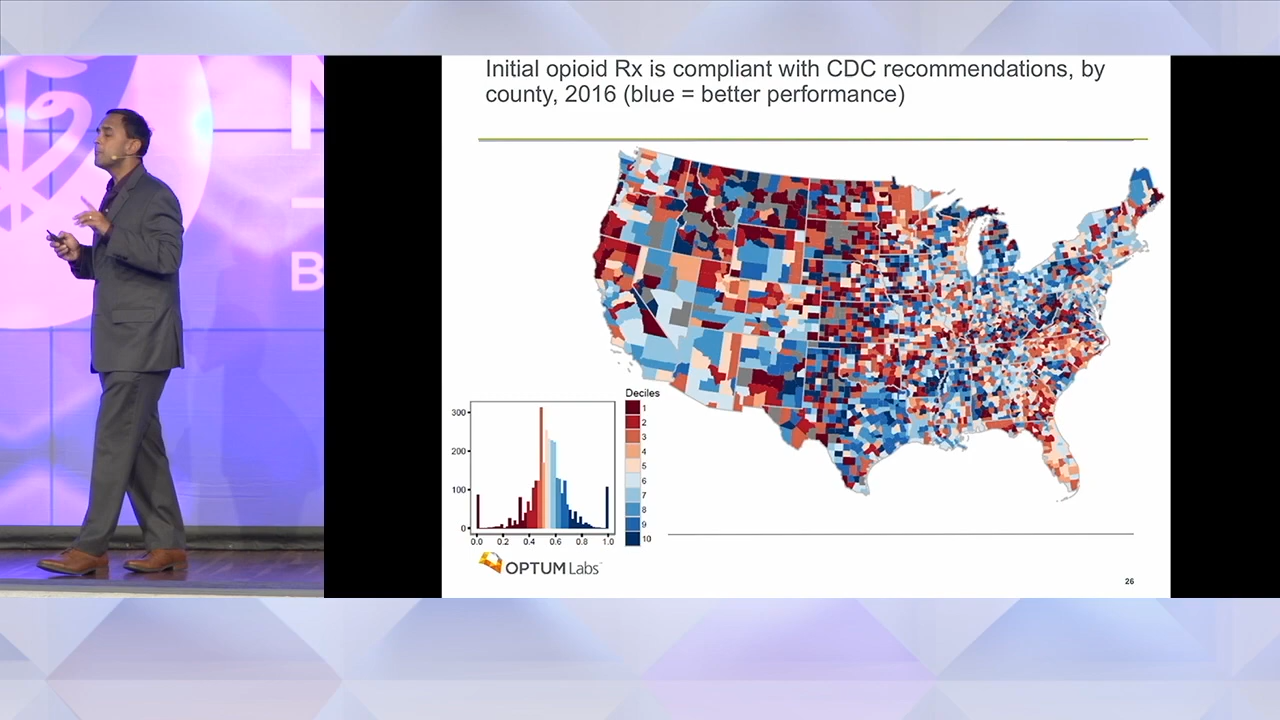 Initial opioid Rx is compliant with CDC recommendations, by
county, 2016 (blue = better performance)
B
Deciles
1
2
3
4
5
6
7
8
9
10
300
200
100
0
0.0 0.2 0.4 0.6 0.8 1.0
OPTUM Labs
26